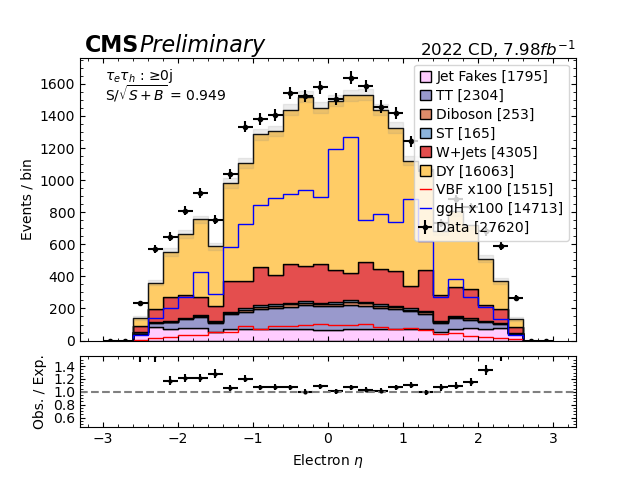 CMS Preliminary
2022 CD, 7.98fb⁻¹
τₑτₕ : ≥0j
S/√S + B = 0.949
Jet Fakes [1795]
TT [2304]
Diboson [253]
ST [165]
W+Jets [4305]
DY [16063]
VBF x100 [1515]
ggH x100 [14713]
Data [27620]
Events / bin
1600
1400
1200
1000
800
600
400
200
0
Obs. / Exp.
1.4
1.2
1.0
0.8
0.6
−3 −2 −1 0 1 2 3
Electron η